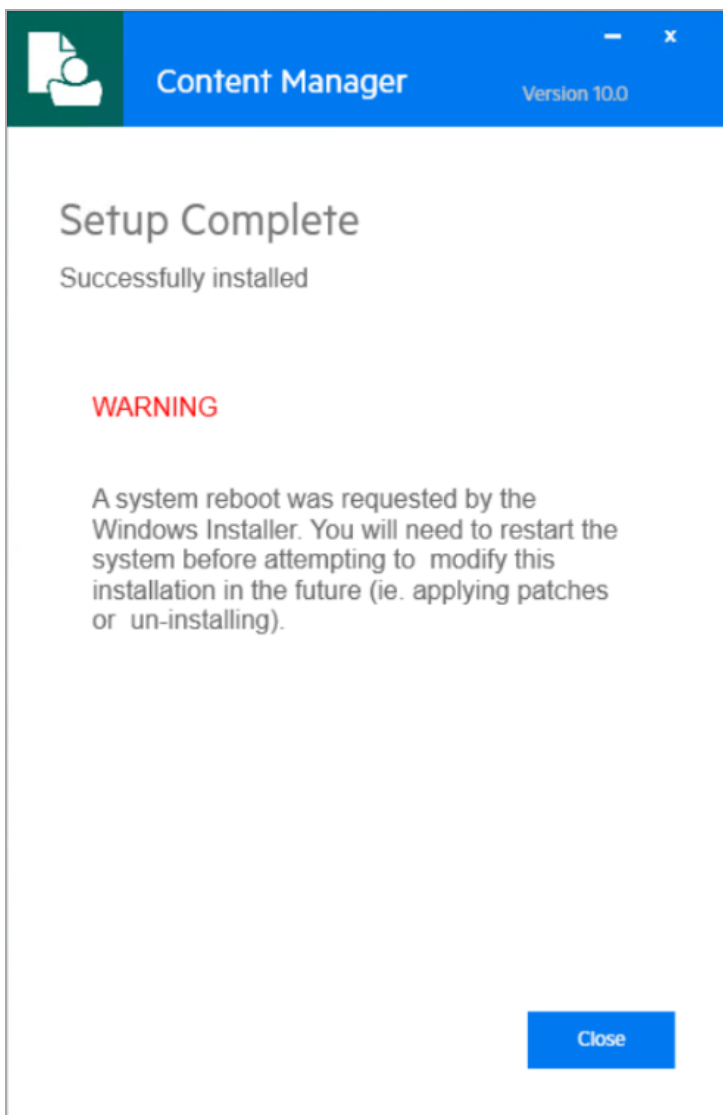 Content Manager
Version 10.0
Setup Complete
Successfully installed
WARNING
A system reboot was requested by the
Windows Installer. You will need to restart the
system before attempting to  modify this
installation in the future (ie. applying patches
or  un-installing).
Close